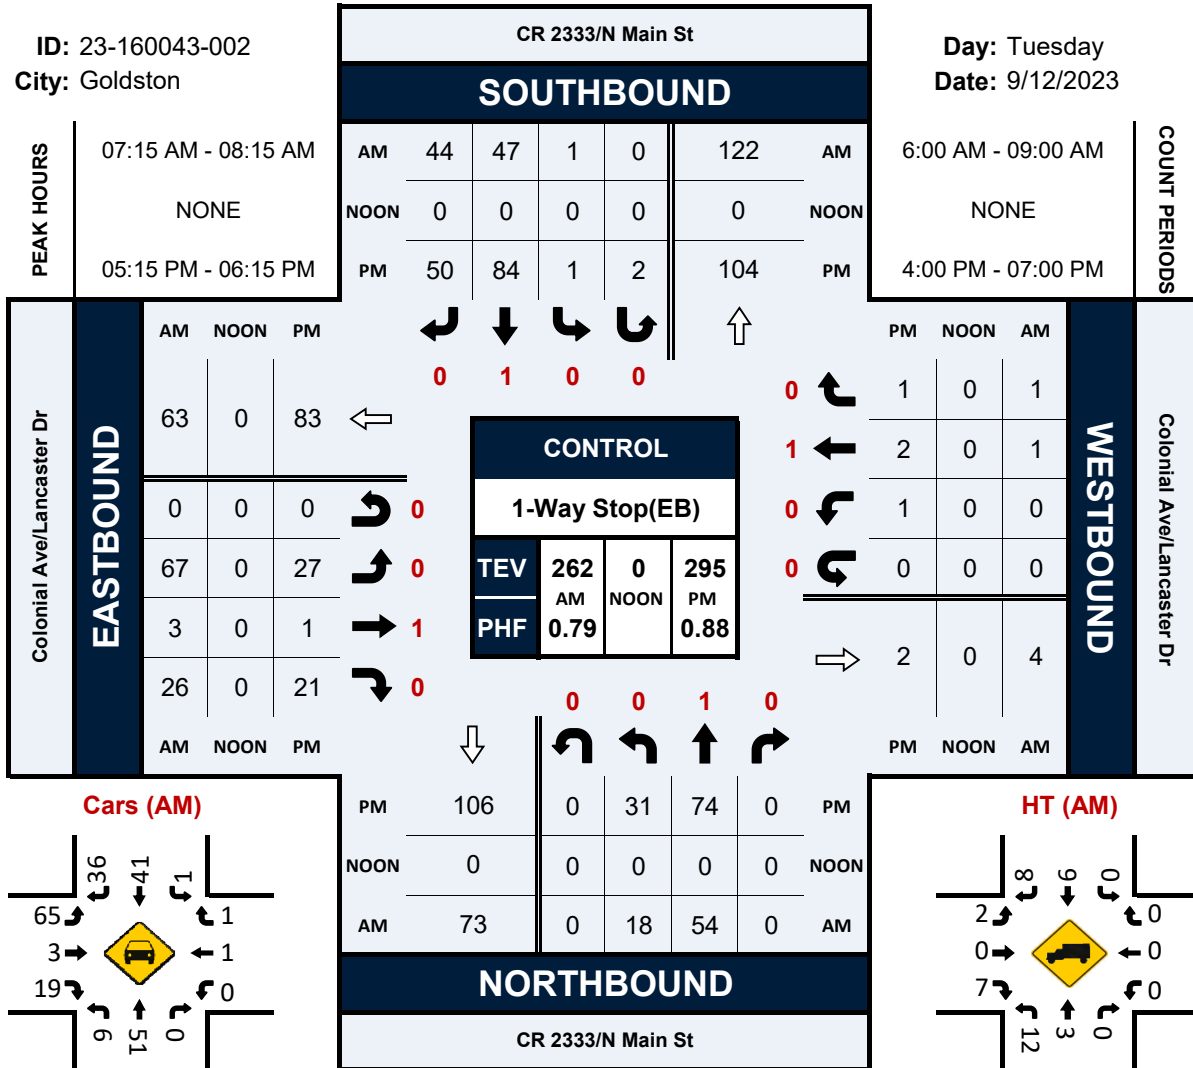 ID: 23-160043-002
City: Goldston
CR 2333/N Main St
SOUTHBOUND
Day: Tuesday
Date: 9/12/2023
PEAK HOURS
07:15 AM - 08:15 AM
NONE
05:15 PM - 06:15 PM
AM 44 47 1 0 122 AM
NOON 0 0 0 0 0 NOON
PM 50 84 1 2 104 PM
6:00 AM - 09:00 AM
NONE
4:00 PM - 07:00 PM
COUNT PERIODS
0 1 0 0
Colonial Ave/Lancaster Dr
EASTBOUND
AM NOON PM
63 0 83
0 0 0 0
67 0 27 0
3 0 1 1
26 0 21 0
AM NOON PM
CONTROL
1-Way Stop(EB)
TEV 262 0 295
AM NOON PM
PHF 0.79 0.88
PM NOON AM
0 1 0 1
1 2 0 1
0 1 0 0
0 0 0 0
2 0 4
PM NOON AM
WESTBOUND
Colonial Ave/Lancaster Dr
0 0 1 0
PM 106 0 31 74 0 PM
NOON 0 0 0 0 0 NOON
AM 73 0 18 54 0 AM
NORTHBOUND
CR 2333/N Main St
Cars (AM)
36 41 1
65 1
3 1
19 0
6 51 0
HT (AM)
8 6 0
2 0
0 0
7 0
12 3 0